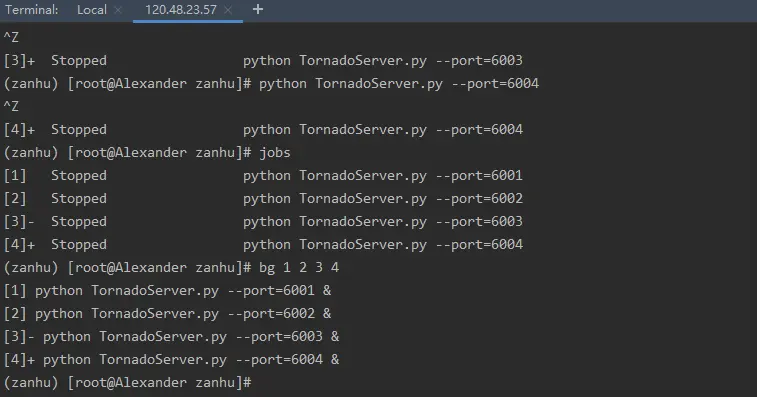 Terminal: Local × 120.48.23.57 × +
^Z
[3]+  Stopped                 python TornadoServer.py --port=6003
(zanhu) [root@Alexander zanhu]# python TornadoServer.py --port=6004
^Z
[4]+  Stopped                 python TornadoServer.py --port=6004
(zanhu) [root@Alexander zanhu]# jobs
[1]   Stopped                 python TornadoServer.py --port=6001
[2]   Stopped                 python TornadoServer.py --port=6002
[3]-  Stopped                 python TornadoServer.py --port=6003
[4]+  Stopped                 python TornadoServer.py --port=6004
(zanhu) [root@Alexander zanhu]# bg 1 2 3 4
[1] python TornadoServer.py --port=6001 &
[2] python TornadoServer.py --port=6002 &
[3]- python TornadoServer.py --port=6003 &
[4]+ python TornadoServer.py --port=6004 &
(zanhu) [root@Alexander zanhu]#